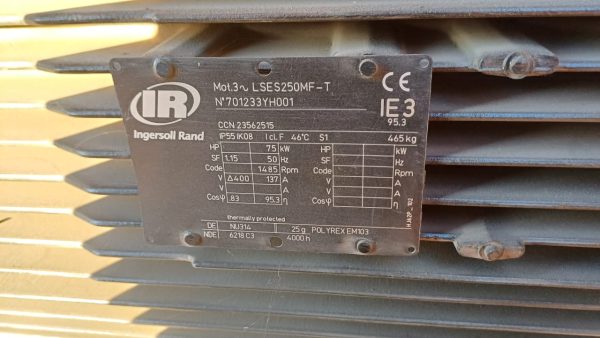 IR
Ingersoll Rand
Mot.3~ LSES250MF-T
N°701233YH001
CE
IE3
95.3
CCN 23562515
IP55 IK08 I cl.F 46°C S1 465 kg
HP 75 kW HP kW
SF 1.15 50 Hz SF Hz
Code 1485 Rpm Code Rpm
V Δ400 137 A V A
V A V A
Cosφ .83 95.3 η Cosφ η
thermally protected
DE NU314 25g POLYREX EM103
NDE 6218 C3 4000h